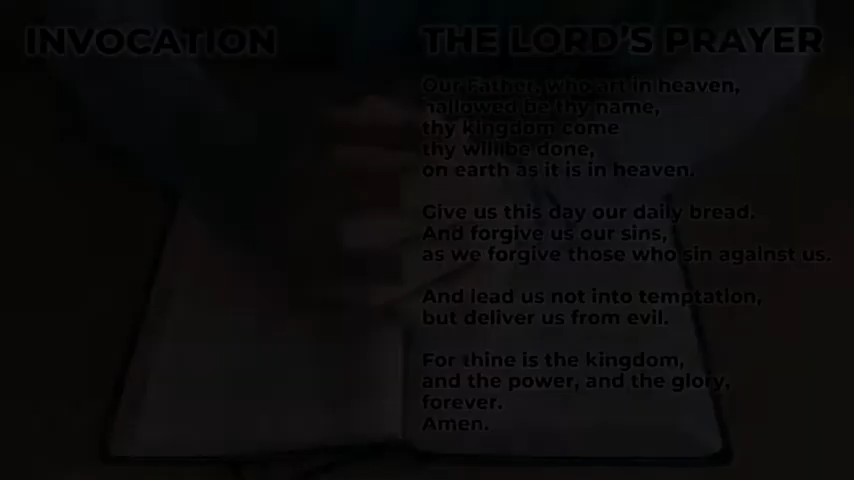 INVOCATION
THE LORD'S PRAYER
Our Father, who art in heaven,
hallowed be thy name,
thy kingdom come
thy will be done,
on earth as it is in heaven.
Give us this day our daily bread.
And forgive us our sins,
as we forgive those who sin against us.
And lead us not into temptation,
but deliver us from evil.
For thine is the kingdom,
and the power, and the glory,
forever.
Amen.